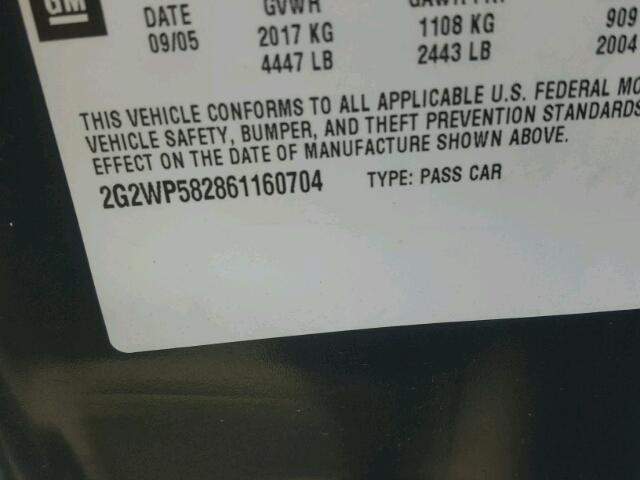 GM DATE GVWR
09/05 2017 KG 1108 KG 909
4447 LB 2443 LB 2004
THIS VEHICLE CONFORMS TO ALL APPLICABLE U.S. FEDERAL MO
VEHICLE SAFETY, BUMPER, AND THEFT PREVENTION STANDARDS
EFFECT ON THE DATE OF MANUFACTURE SHOWN ABOVE.
2G2WP582861160704 TYPE: PASS CAR